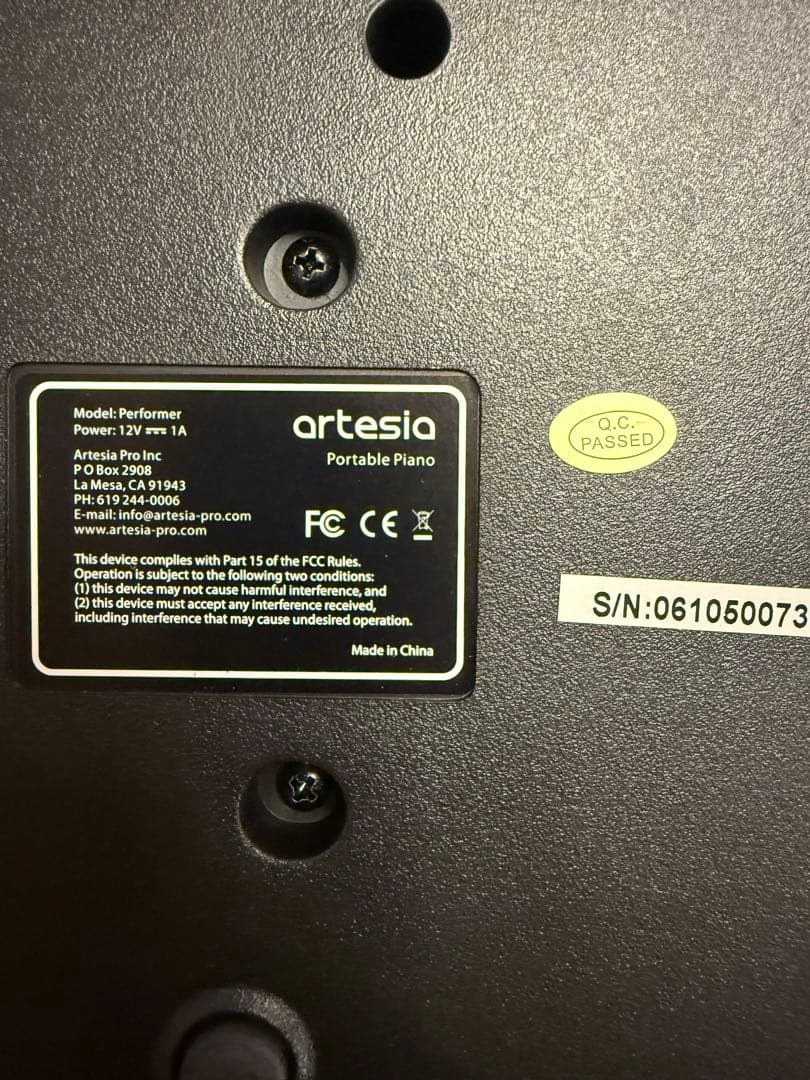 Model: Performer
Power: 12V ⎓ 1A
artesia
Portable Piano
Artesia Pro Inc
P O Box 2908
La Mesa, CA 91943
PH: 619 244-0006
E-mail: info@artesia-pro.com
www.artesia-pro.com
FC CE
This device complies with Part 15 of the FCC Rules.
Operation is subject to the following two conditions:
(1) this device may not cause harmful interference, and
(2) this device must accept any interference received,
including interference that may cause undesired operation.
Made in China
Q.C.
PASSED
S/N:061050073